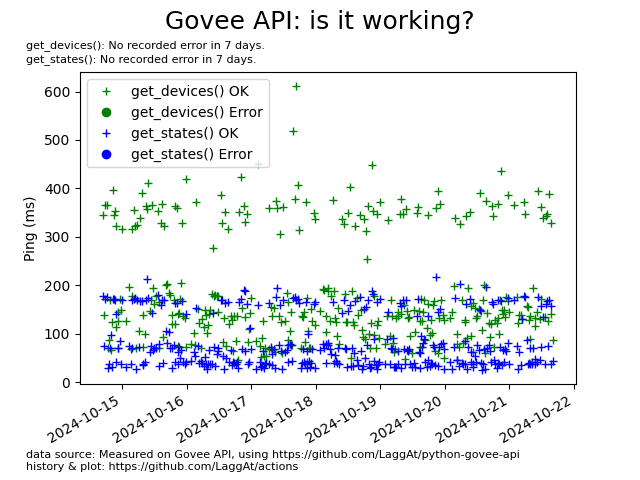 Govee API: is it working?
get_devices(): No recorded error in 7 days.
get_states(): No recorded error in 7 days.
get_devices() OK
get_devices() Error
get_states() OK
get_states() Error
Ping (ms)
600
500
400
300
200
100
0
2024-10-15
2024-10-16
2024-10-17
2024-10-18
2024-10-19
2024-10-20
2024-10-21
2024-10-22
data source: Measured on Govee API, using https://github.com/LaggAt/python-govee-api
history & plot: https://github.com/LaggAt/actions